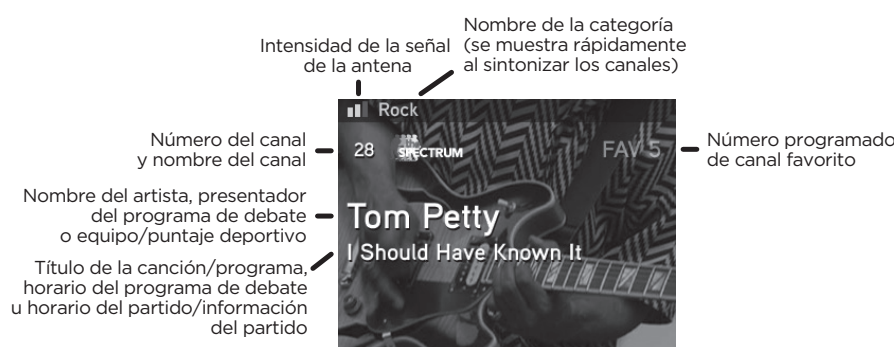 Nombre de la categoría
(se muestra rápidamente
al sintonizar los canales)
Intensidad de la señal
de la antena
Rock
Número del canal
y nombre del canal
28
SPECTRUM
FAV 5
Número programado
de canal favorito
Nombre del artista, presentador
del programa de debate
o equipo/puntaje deportivo
Tom Petty
I Should Have Known It
Título de la canción/programa,
horario del programa de debate
u horario del partido/información
del partido